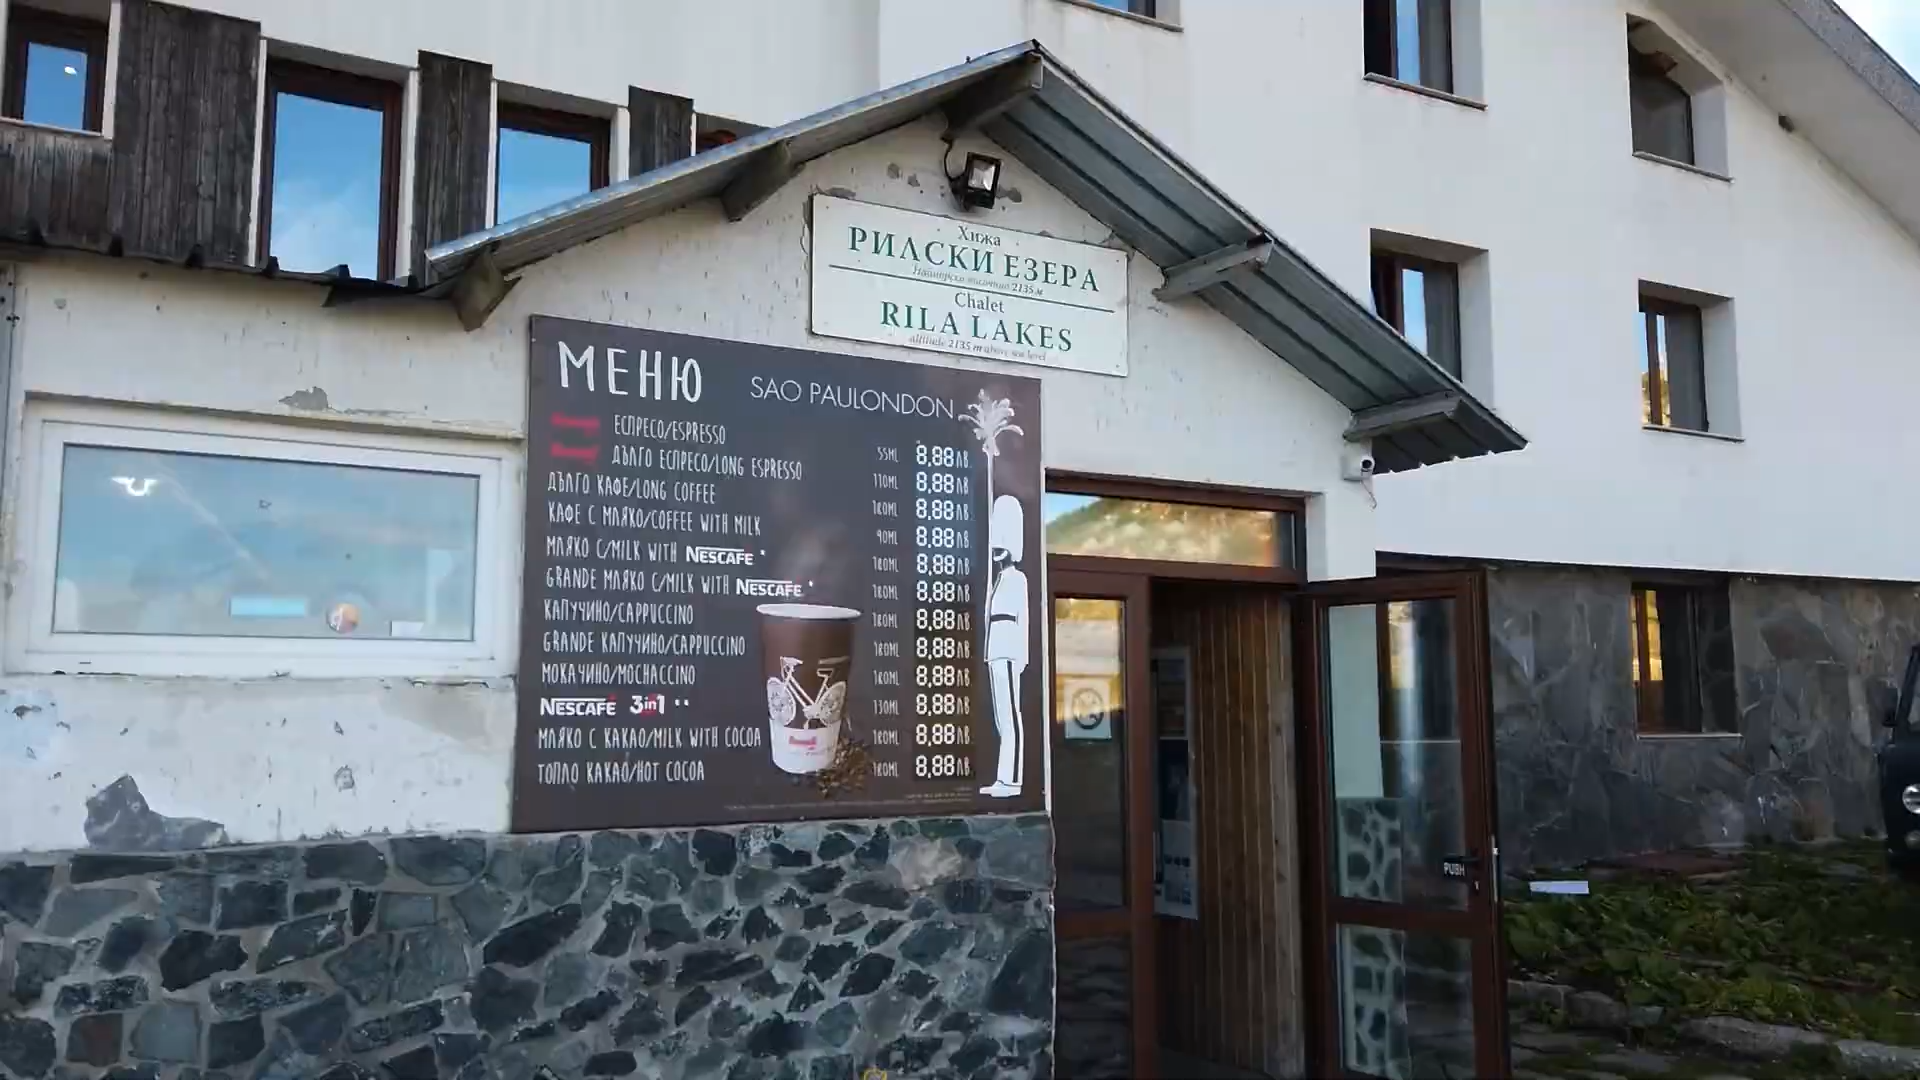 Хижа
РИЛСКИ ЕЗЕРА
Надморска височина 2135 м
Chalet
RILA LAKES
altitude 2135 m above sea level
МЕНЮ
SAO PAULONDON
ЕСПРЕСО/ESPRESSO 55ML 8,88ЛВ.
ДЪЛГО ЕСПРЕСО/LONG ESPRESSO 110ML 8,88ЛВ.
ДЪЛГО КАФЕ/LONG COFFEE 180ML 8,88ЛВ.
КАФЕ С МЛЯКО/COFFEE WITH MILK 90ML 8,88ЛВ.
МЛЯКО С/MILK WITH NESCAFÉ * 180ML 8,88ЛВ.
GRANDE МЛЯКО С/MILK WITH NESCAFÉ * 180ML 8,88ЛВ.
КАПУЧИНО/CAPPUCCINO 180ML 8,88ЛВ.
GRANDE КАПУЧИНО/CAPPUCCINO 180ML 8,88ЛВ.
МОКАЧИНО/MOCHACCINO 180ML 8,88ЛВ.
NESCAFÉ 3in1 ** 130ML 8,88ЛВ.
МЛЯКО С КАКАО/MILK WITH COCOA 180ML 8,88ЛВ.
ТОПЛО КАКАО/HOT COCOA 180ML 8,88ЛВ.
PUSH